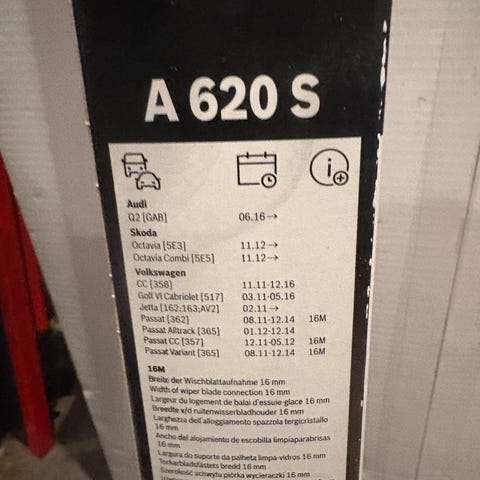 A 620 S
Audi
Q2 [GAB] 06.16→
Skoda
Octavia [5E3] 11.12→
Octavia Combi [5E5] 11.12→
Volkswagen
CC [358] 11.11-12.16
Golf VI Cabriolet [517] 03.11-05.16
Jetta [162;163;AV2] 02.11→
Passat [362] 08.11-12.14 16M
Passat Alltrack [365] 01.12-12.14
Passat CC [357] 12.11-05.12 16M
Passat Variant [365] 08.11-12.14 16M
16M
Breite der Wischblattaufnahme 16 mm
Width of wiper blade connection 16 mm
Largeur du logement de balai d'essuie-glace 16 mm
Breedte v/d ruitenwisserbladhouder 16 mm
Larghezza dell'alloggiamento spazzola tergicristallo
16 mm
Ancho del alojamiento de escobilla limpiaparabrisas
16 mm
Largura do suporte da palheta limpa-vidros 16 mm
Torkarbladsfästets bredd 16 mm
Szerokość uchwytu piórka wycieraczki 16 mm